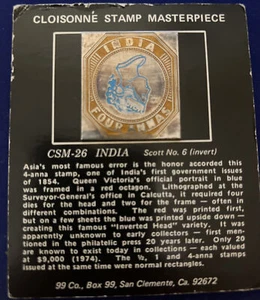 CLOISONNÉ STAMP MASTERPIECE
INDIA
FOUR ANNAS
CSM-26 INDIA Scott No. 6 (invert)
Asia's most famous error is the honor accorded this
4-anna stamp, one of India's first government issues
of 1854. Queen Victoria's official portrait in blue
was framed in a red octagon. Lithographed at the
Surveyor-General's office in Calcutta, it required four
dies for the head and two for the frame — often in
different combinations. The red was printed first,
but on a few sheets the blue was printed upside down —
creating this famous "Inverted Head" variety. It was
apparently unknown to early collectors — first men-
tioned in the philatelic press 20 years later. Only 20
are known to exist today in collections — each valued
at $9,000 (1974). The ½, 1 and 4-anna stamps
issued at the same time were normal rectangles.
99 Co., Box 99, San Clemente, Ca. 92672